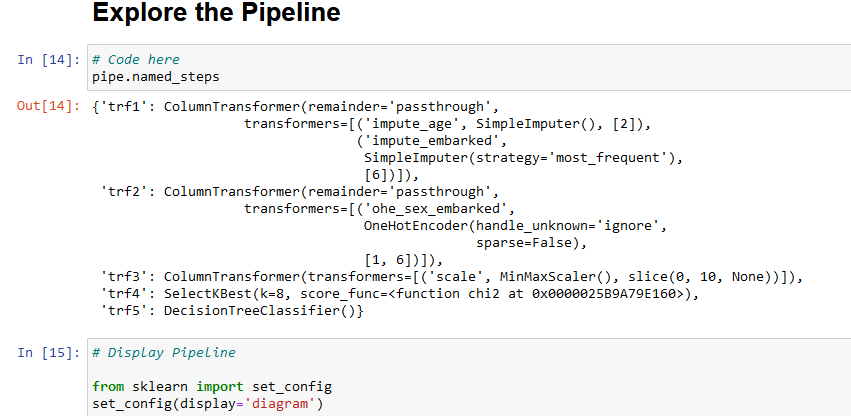 Explore the Pipeline
In [14]: # Code here
pipe.named_steps
Out[14]: {'trf1': ColumnTransformer(remainder='passthrough',
transformers=[('impute_age', SimpleImputer(), [2]),
('impute_embarked',
SimpleImputer(strategy='most_frequent'),
[6])]),
'trf2': ColumnTransformer(remainder='passthrough',
transformers=[('ohe_sex_embarked',
OneHotEncoder(handle_unknown='ignore',
sparse=False),
[1, 6])]),
'trf3': ColumnTransformer(transformers=[('scale', MinMaxScaler(), slice(0, 10, None))]),
'trf4': SelectKBest(k=8, score_func=<function chi2 at 0x0000025B9A79E160>),
'trf5': DecisionTreeClassifier()}
In [15]: # Display Pipeline
from sklearn import set_config
set_config(display='diagram')